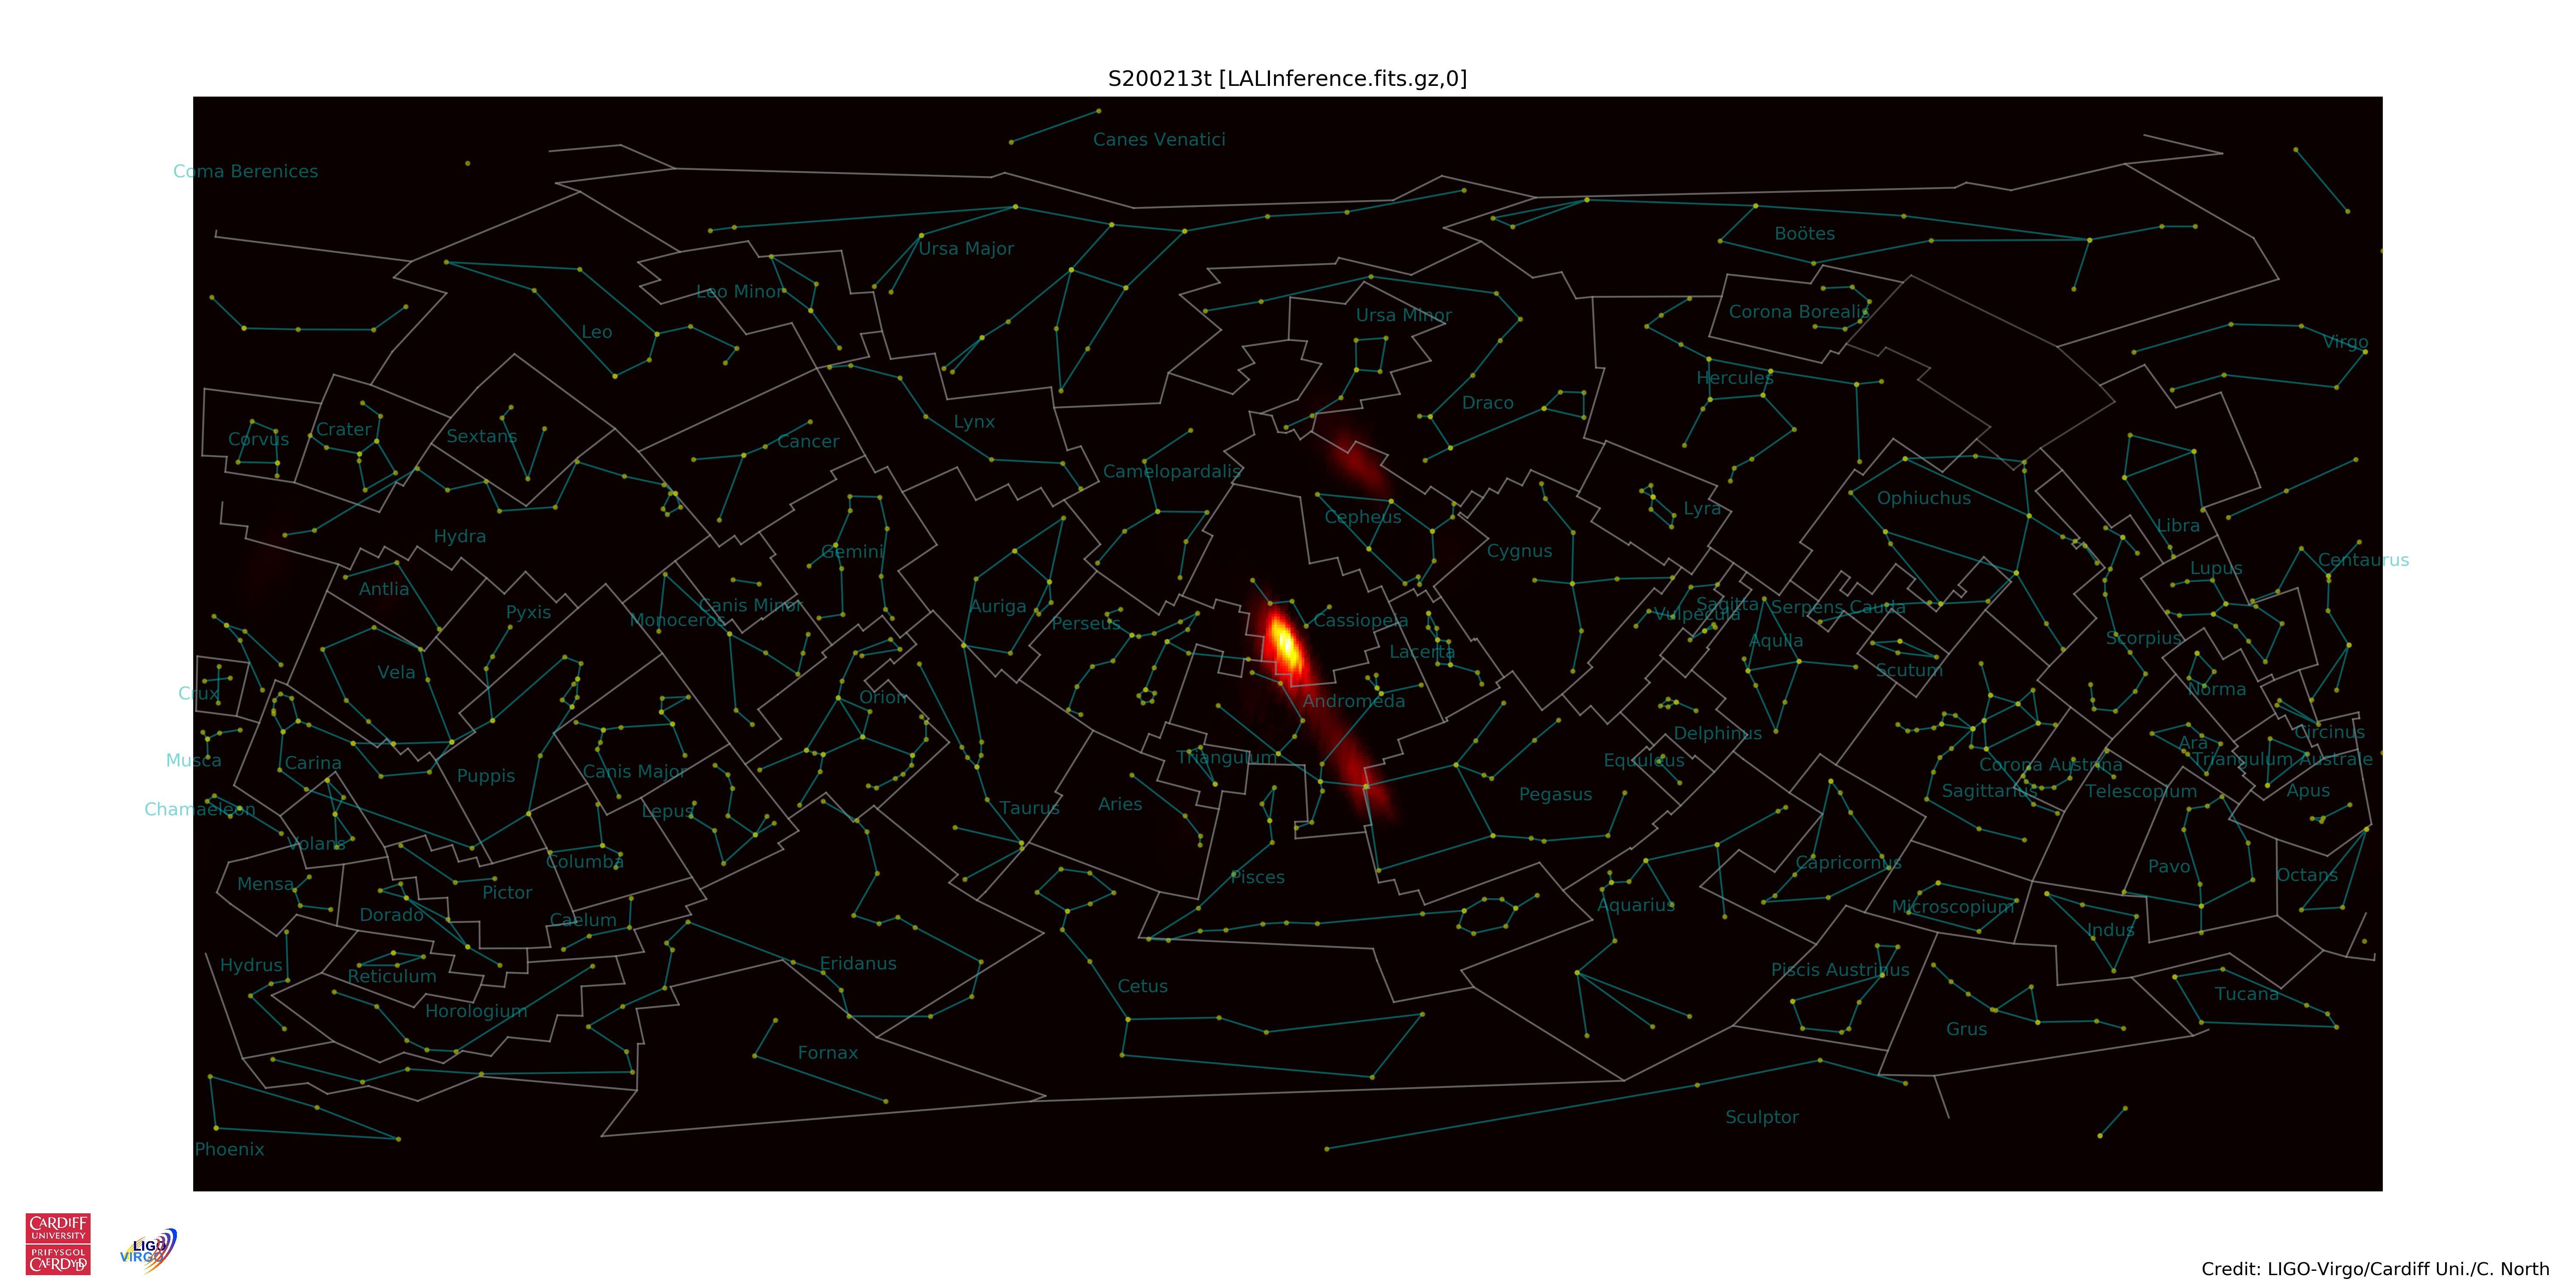 S200213t [LALInference.fits.gz,0]
Canes Venatici
Coma Berenices
Boötes
Ursa Major
Leo Minor
Corona Borealis
Ursa Minor
Leo
Virgo
Hercules
Draco
Lynx
Crater
Sextans
Corvus
Cancer
Camelopardalis
Ophiuchus
Lyra
Cepheus
Libra
Hydra
Gemini
Cygnus
Centaurus
Lupus
Antlia
Canis Minor
Auriga
Sagitta
Serpens Cauda
Pyxis
Vulpecula
Monoceros
Perseus
Cassiopeia
Scorpius
Aquila
Lacerta
Vela
Scutum
Crux
Norma
Orion
Andromeda
Circinus
Delphinus
Ara
Musca
Carina
Triangulum
Equuleus
Triangulum Australe
Corona Austrina
Puppis
Canis Major
Sagittarius
Telescopium
Apus
Pegasus
Chamaeleon
Lepus
Taurus
Aries
Volans
Columba
Capricornus
Pavo
Octans
Pisces
Mensa
Pictor
Aquarius
Microscopium
Dorado
Caelum
Indus
Hydrus
Eridanus
Piscis Austrinus
Reticulum
Cetus
Tucana
Horologium
Grus
Fornax
Sculptor
Phoenix
CARDIFF
UNIVERSITY
PRIFYSGOL
CAERDYDD
LIGO
VIRGO
Credit: LIGO-Virgo/Cardiff Uni./C. North